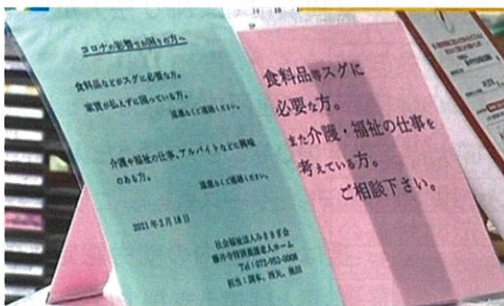 コロナの影響でお困りの方へ
食料品などがスグに必要な方。
家賃が払えずに困っている方。
遠慮なくご連絡ください。
介護や福祉の仕事、アルバイトなどに興味
のある方。
遠慮なくご連絡ください。
2021年2月18日
社会福祉法人みささぎ会
藤井寺特別養護老人ホーム
Tel:072-952-0008
担当:
食料品等スグに
必要な方。
また介護・福祉の仕事を
考えている方。
ご相談下さい。